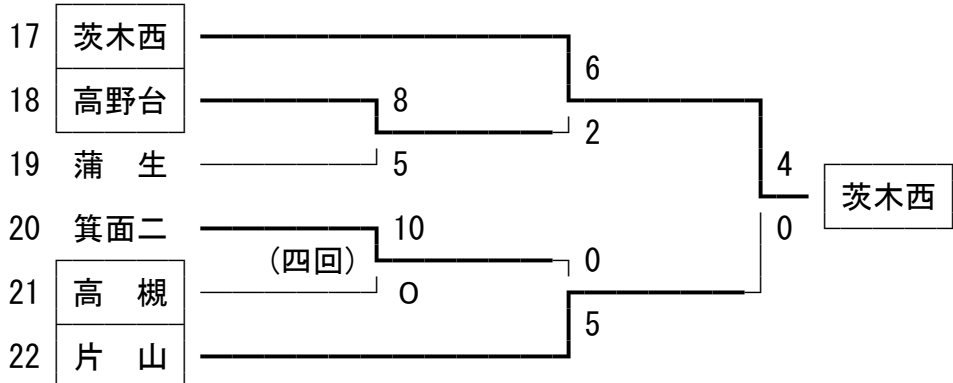 17 茨木西
6
18 高野台 8
2
19 蒲 生 5
4
茨木西
20 箕面二 10
0
(四回)
0
21 高 槻 0
5
22 片 山